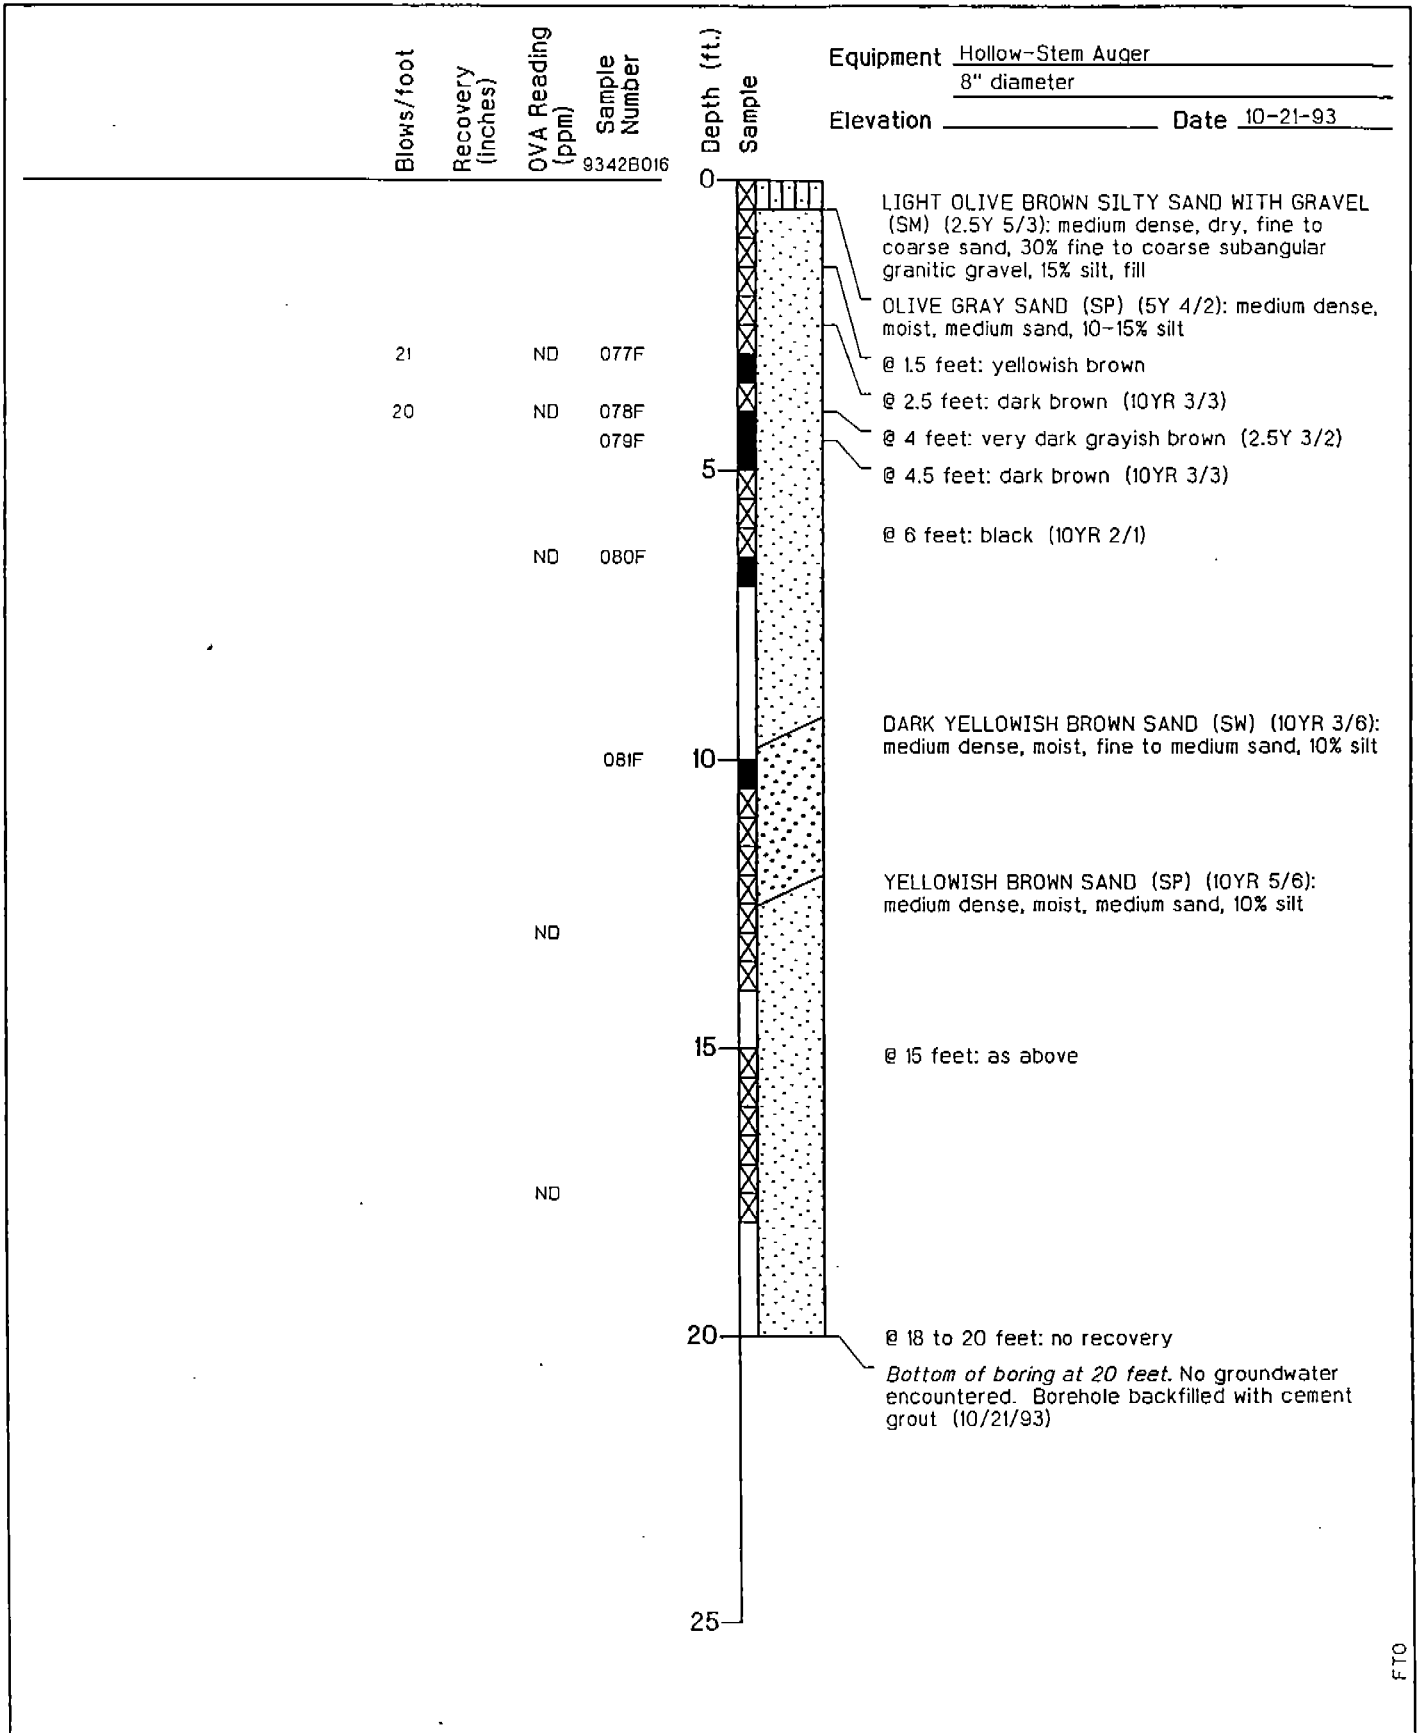 Blows/foot
Recovery
(inches)
OVA Reading
(ppm)
Sample
Number
9342B016
Depth (ft.)
Sample
Equipment Hollow-Stem Auger
8" diameter
Elevation Date 10-21-93
0
LIGHT OLIVE BROWN SILTY SAND WITH GRAVEL
(SM) (2.5Y 5/3): medium dense, dry, fine to
coarse sand, 30% fine to coarse subangular
granitic gravel, 15% silt, fill
OLIVE GRAY SAND (SP) (5Y 4/2): medium dense,
moist, medium sand, 10-15% silt
21 ND 077F
@ 1.5 feet: yellowish brown
@ 2.5 feet: dark brown (10YR 3/3)
20 ND 078F
079F
@ 4 feet: very dark grayish brown (2.5Y 3/2)
5
@ 4.5 feet: dark brown (10YR 3/3)
@ 6 feet: black (10YR 2/1)
ND 080F
DARK YELLOWISH BROWN SAND (SW) (10YR 3/6):
medium dense, moist, fine to medium sand, 10% silt
081F
10
YELLOWISH BROWN SAND (SP) (10YR 5/6):
medium dense, moist, medium sand, 10% silt
ND
15
@ 15 feet: as above
ND
20
@ 18 to 20 feet: no recovery
Bottom of boring at 20 feet. No groundwater
encountered. Borehole backfilled with cement
grout (10/21/93)
25
FTO